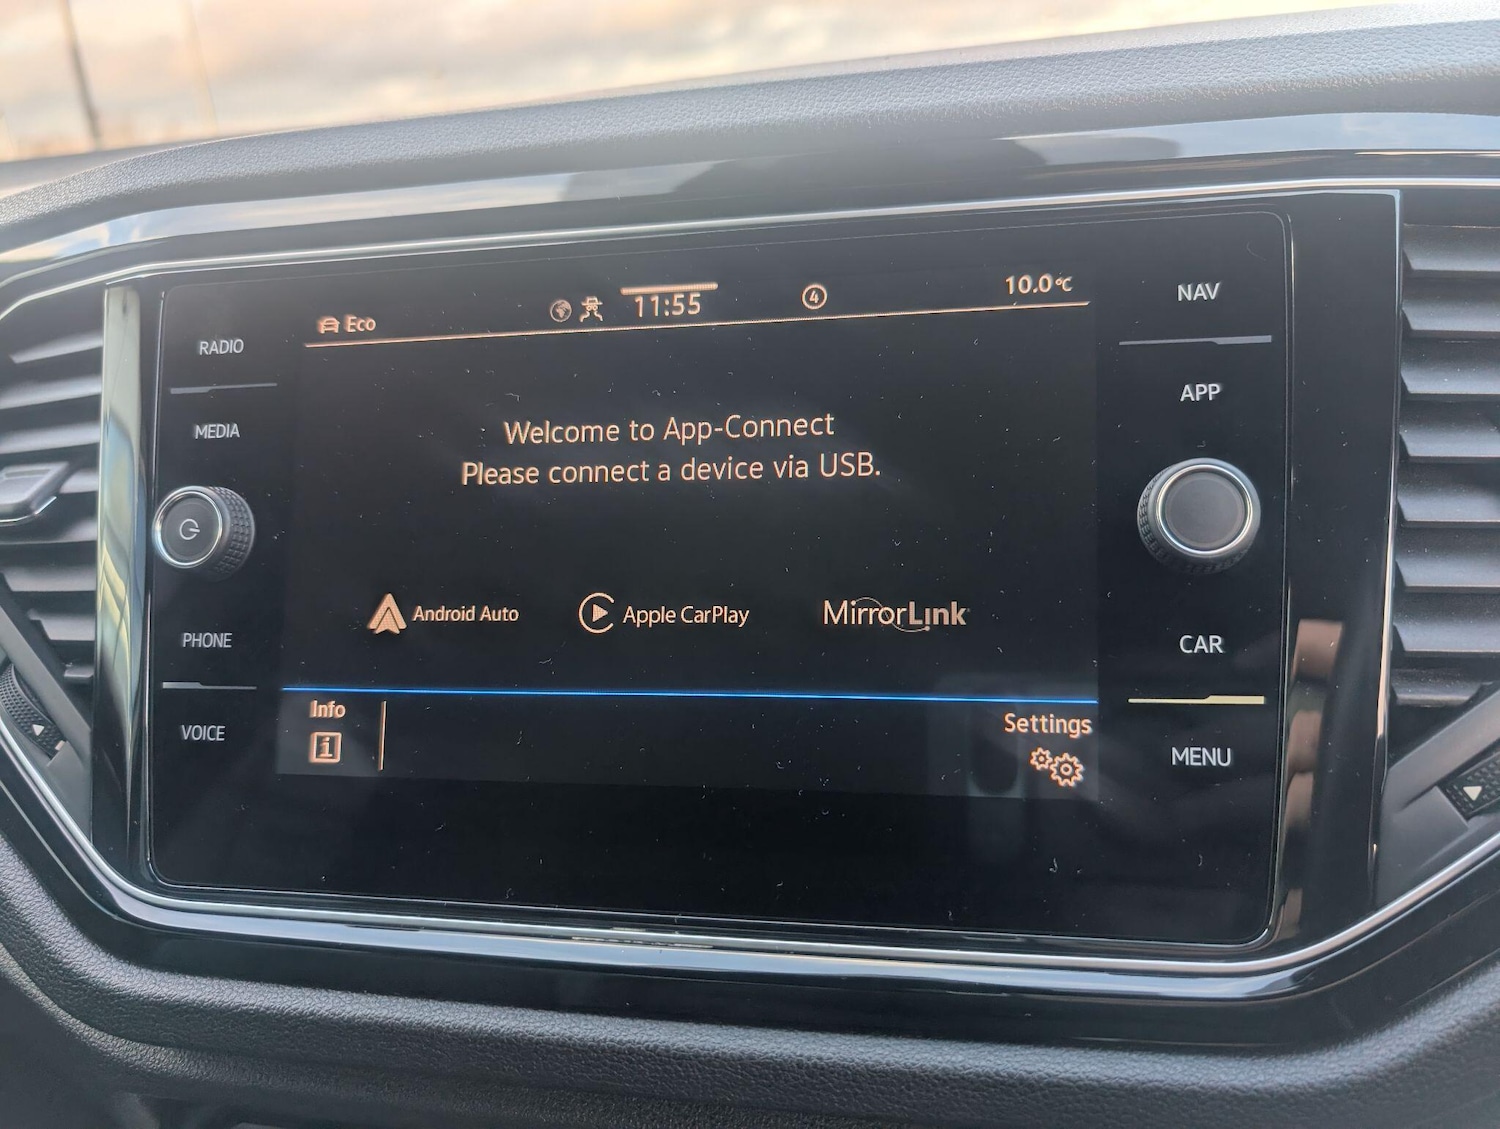 Eco
11:55
4
10.0°C
NAV
RADIO
APP
MEDIA
Welcome to App-Connect
Please connect a device via USB.
Android Auto
Apple CarPlay
MirrorLink
PHONE
CAR
Info
i
Settings
VOICE
MENU